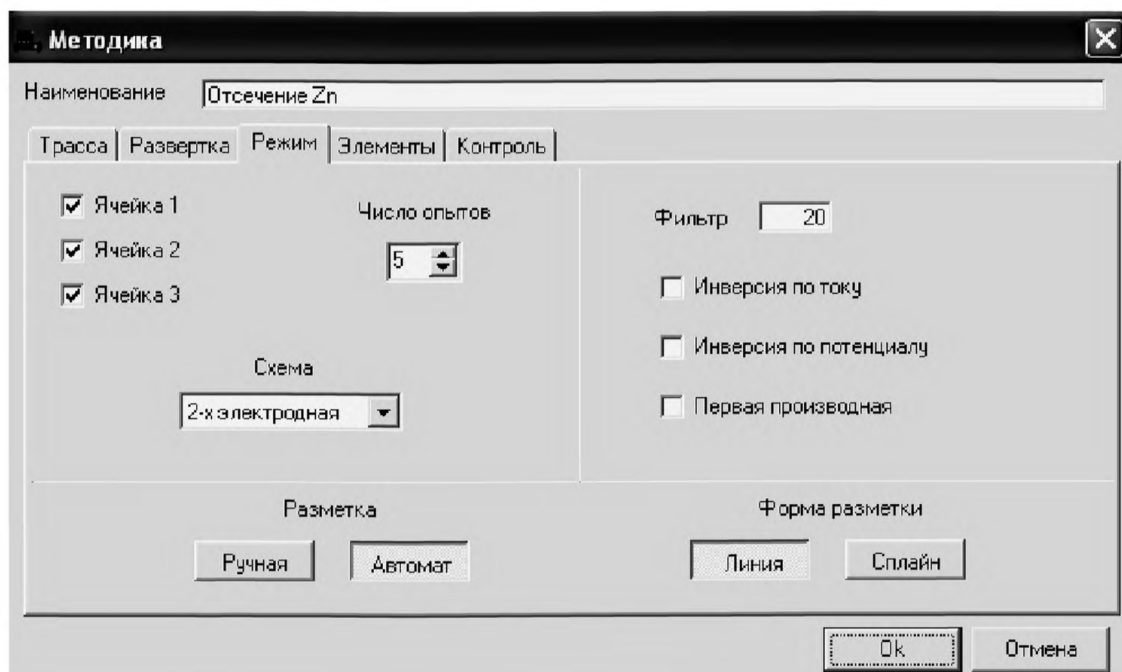 Методика
Наименование Отсечение Zn
Трасса Развертка Режим Элементы Контроль
Ячейка 1
Ячейка 2
Ячейка 3
Число опытов
5
Схема
2-х электродная
Фильтр 20
Инверсия по току
Инверсия по потенциалу
Первая производная
Разметка
Ручная Автомат
Форма разметки
Линия Сплайн
Ok Отмена